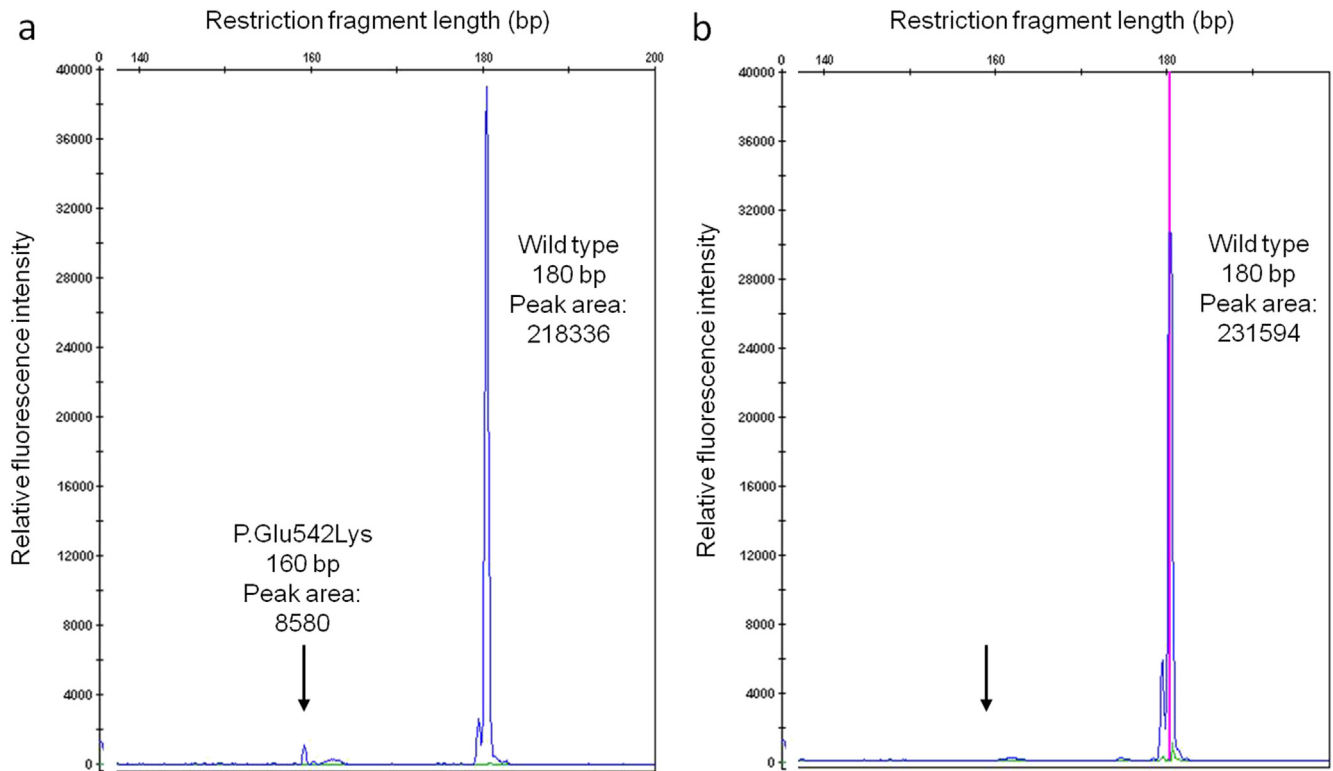 a
Restriction fragment length (bp)
0 140 160 180 200
40000
36000
32000
28000
24000
20000
16000
12000
8000
4000
0
Relative fluorescence intensity
Wild type
180 bp
Peak area:
218336
P.Glu542Lys
160 bp
Peak area:
8580
b
Restriction fragment length (bp)
0 140 160 180
40000
36000
32000
28000
24000
20000
16000
12000
8000
4000
0
Relative fluorescence intensity
Wild type
180 bp
Peak area:
231594